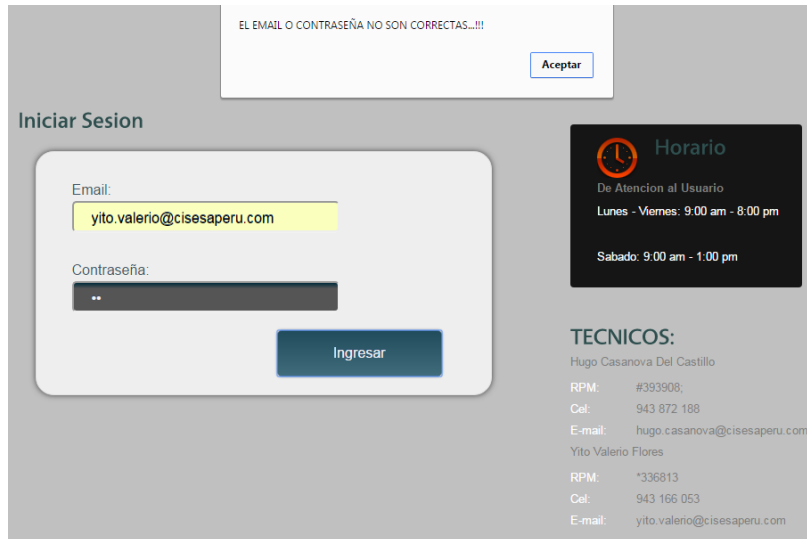 EL EMAIL O CONTRASEÑA NO SON CORRECTAS...!!!
Aceptar
Iniciar Sesion
Email:
yito.valerio@cisesaperu.com
Contraseña:
••
Ingresar
Horario
De Atencion al Usuario
Lunes - Viernes: 9:00 am - 8:00 pm
Sabado: 9:00 am - 1:00 pm
TECNICOS:
Hugo Casanova Del Castillo
RPM: #393908;
Cel: 943 872 188
E-mail: hugo.casanova@cisesaperu.com
Yito Valerio Flores
RPM: *336813
Cel: 943 166 053
E-mail: yito.valerio@cisesaperu.com